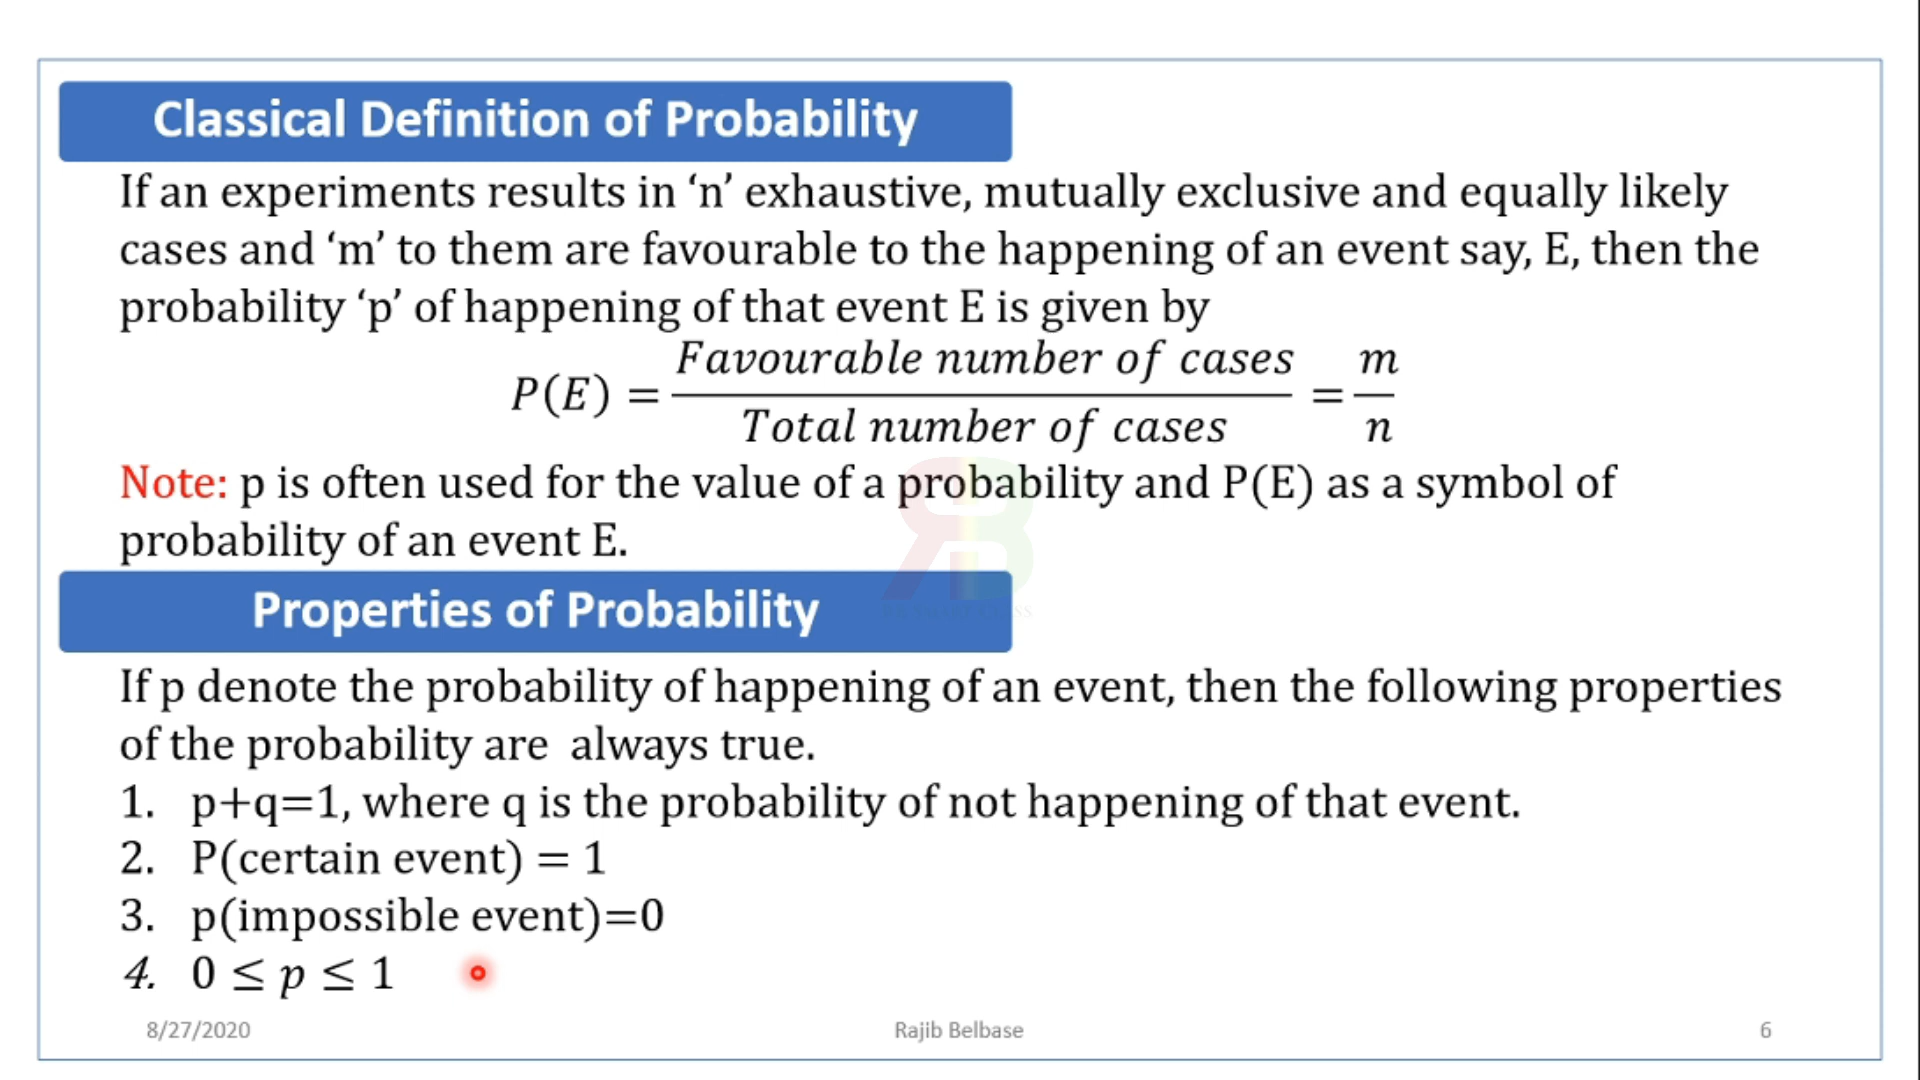 Classical Definition of Probability
If an experiments results in ‘n’ exhaustive, mutually exclusive and equally likely
cases and ‘m’ to them are favourable to the happening of an event say, E, then the
probability ‘p’ of happening of that event E is given by
P(E) = Favourable number of cases / Total number of cases = m / n
Note: p is often used for the value of a probability and P(E) as a symbol of
probability of an event E.
Properties of Probability
If p denote the probability of happening of an event, then the following properties
of the probability are always true.
1. p+q=1, where q is the probability of not happening of that event.
2. P(certain event) = 1
3. p(impossible event)=0
4. 0 ≤ p ≤ 1
8/27/2020 Rajib Belbase 6